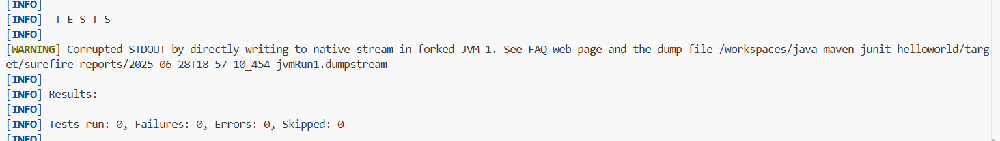 [INFO] -------------------------------------------------------
[INFO]  T E S T S
[INFO] -------------------------------------------------------
[WARNING] Corrupted STDOUT by directly writing to native stream in forked JVM 1. See FAQ web page and the dump file /workspaces/java-maven-junit-helloworld/targ
et/surefire-reports/2025-06-28T18-57-10_454-jvmRun1.dumpstream
[INFO]
[INFO] Results:
[INFO]
[INFO] Tests run: 0, Failures: 0, Errors: 0, Skipped: 0
[INFO]